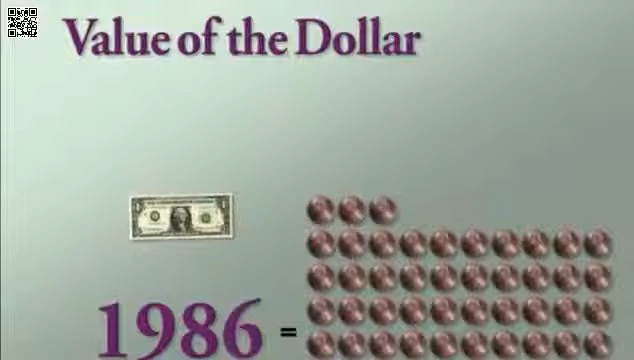 Value of the Dollar
1986 =